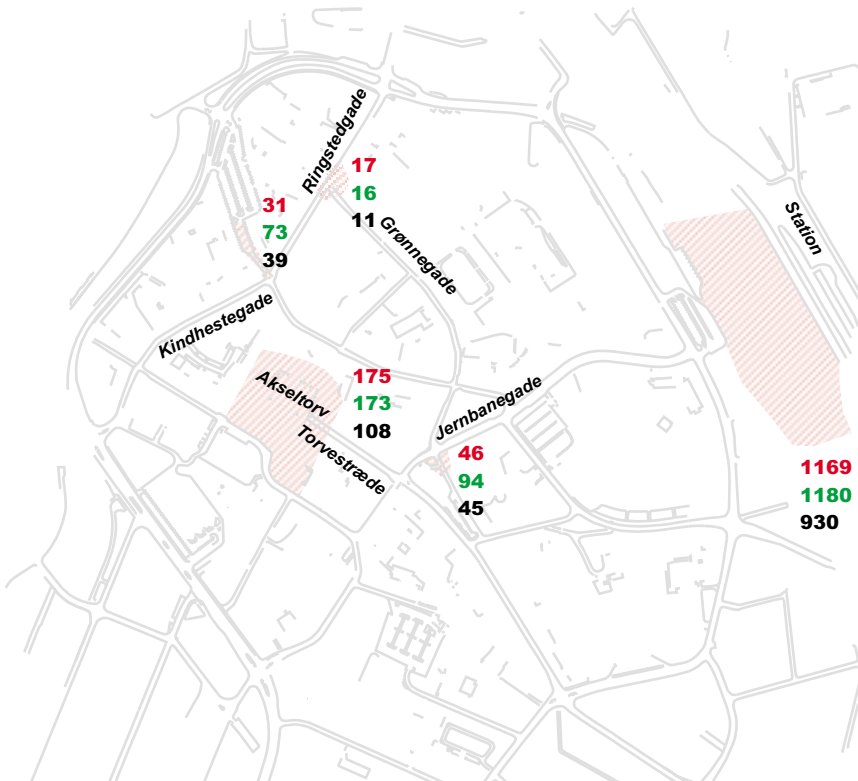 Ringstedgade
17
16
11
31
73
39
Grønnegade
Station
Kindhestegade
Akseltorv
175
173
108
Torvestræde
Jernbanegade
46
94
45
1169
1180
930